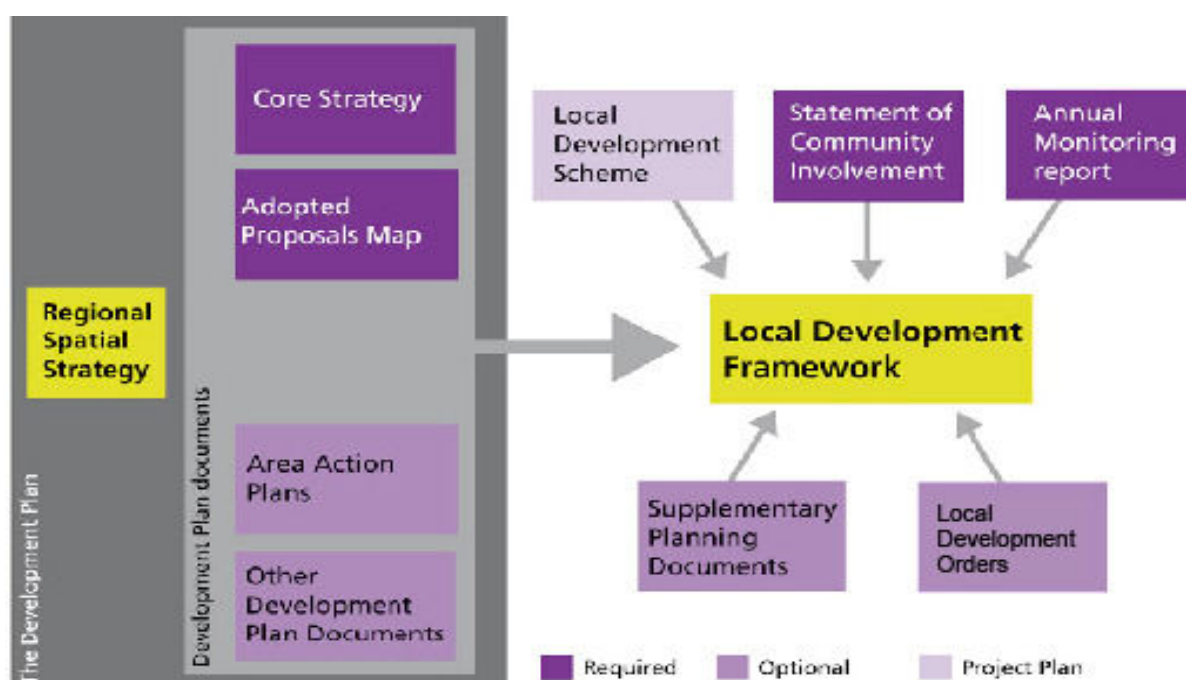 Core Strategy
Adopted
Proposals Map
Regional
Spatial
Strategy
Area Action
Plans
Other
Development
Plan Documents
Development Plan documents
The Development Plan
Local
Development
Scheme
Statement of
Community
Involvement
Annual
Monitoring
report
Local Development
Framework
Supplementary
Planning
Documents
Local
Development
Orders
Required
Optional
Project Plan